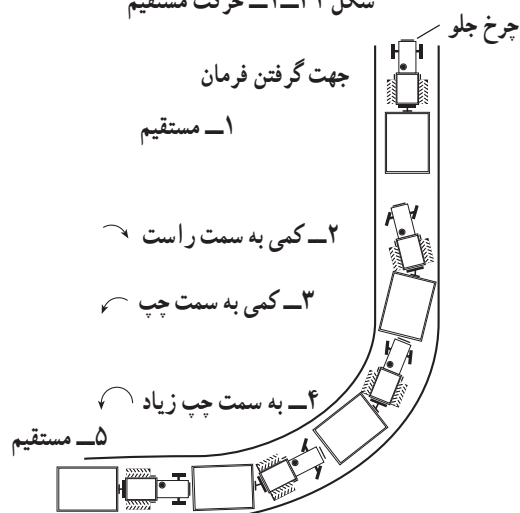 شکل ۳۱ــ۱ــ حرکت مستقیم
چرخ جلو
جهت گرفتن فرمان
۱ــ مستقیم
۲ــ کمی به سمت راست
۳ــ کمی به سمت چپ
۴ــ به سمت چپ زیاد
۵ــ مستقیم